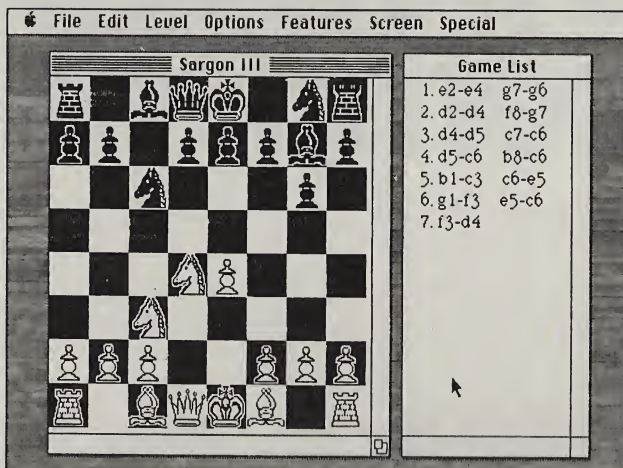 File Edit Level Options Features Screen Special
Sargon III
Game List
1. e2-e4 g7-g6
2. d2-d4 f8-g7
3. d4-d5 c7-c6
4. d5-c6 b8-c6
5. b1-c3 c6-e5
6. g1-f3 e5-c6
7. f3-d4